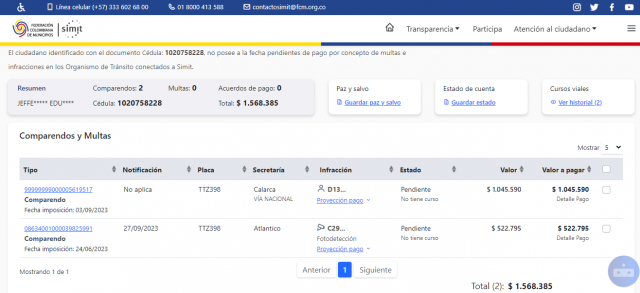 Línea celular (+57) 333 602 68 00
01 8000 413 588
contactosimit@fcm.org.co
FEDERACIÓN
COLOMBIANA
DE MUNICIPIOS
simit
Transparencia
Participa
Atención al ciudadano
El ciudadano identificado con el documento Cédula: 1020758228, no posee a la fecha pendientes de pago por concepto de multas e
infracciones en los Organismo de Tránsito conectados a Simit.
Resumen
Comparendos: 2
Multas: 0
Acuerdos de pago: 0
JEFFE***** EDU****
Cédula: 1020758228
Total: $ 1.568.385
Paz y salvo
Guardar paz y salvo
Estado de cuenta
Guardar estado
Cursos viales
Ver historial (2)
Comparendos y Multas
Mostrar 5
Tipo Notificación Placa Secretaría Infracción Estado Valor Valor a pagar
99999999000005619517 No aplica TTZ398 Calarca D13... Pendiente $ 1.045.590 $ 1.045.590
Comparendo VÍA NACIONAL No tiene curso Detalle Pago
Fecha imposición: 03/09/2023 Proyección pago
08634001000039825991 27/09/2023 TTZ398 Atlantico C29... Pendiente $ 522.795 $ 522.795
Comparendo Fotodetección No tiene curso Detalle Pago
Fecha imposición: 24/06/2023 Proyección pago
Mostrando 1 de 1
Anterior 1 Siguiente
Total (2): $ 1.568.385